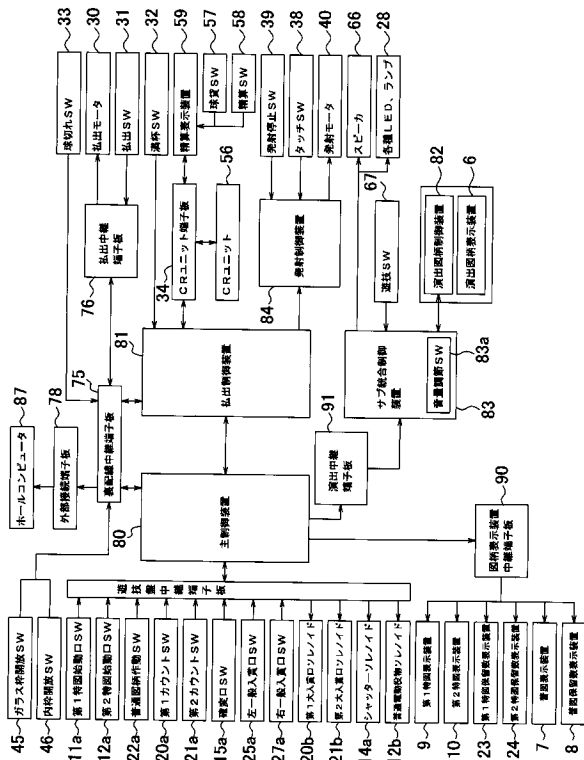 33
球切れSW
30
払出モータ
31
払出SW
32
満杯SW
59
精算表示装置
57
球貸SW
58
精算SW
39
発射停止SW
38
タッチSW
40
発射モータ
66
スピーカ
28
各種LED、ランプ
76
払出中継
端子板
34
CRユニット端子板
56
CRユニット
84
発射制御装置
67
遊技SW
82
演出図柄制御装置
6
演出図柄表示装置
87
ホールコンピュータ
78
外部接続端子板
75
裏配線中継端子板
81
払出制御装置
サブ統合制御
装置
83
音量調節SW
83a
80
主制御装置
91
演出中継
端子板
90
図柄表示装置
中継端子板
遊技盤中継端子板
45
ガラス枠開放SW
46
内枠開放SW
11a
第1特図始動口SW
12a
第2特図始動口SW
22a
普通図柄作動SW
20a
第1カウントSW
21a
第2カウントSW
15a
確変口SW
25a
左一般入賞口SW
27a
右一般入賞口SW
20b
第1大入賞口ソレノイド
21b
第2大入賞口ソレノイド
14a
シャッターソレノイド
12b
普通電動役物ソレノイド
9
第1特図表示装置
10
第2特図表示装置
23
第1特図保留数表示装置
24
第2特図保留数表示装置
7
普図表示装置
8
普図保留数表示装置